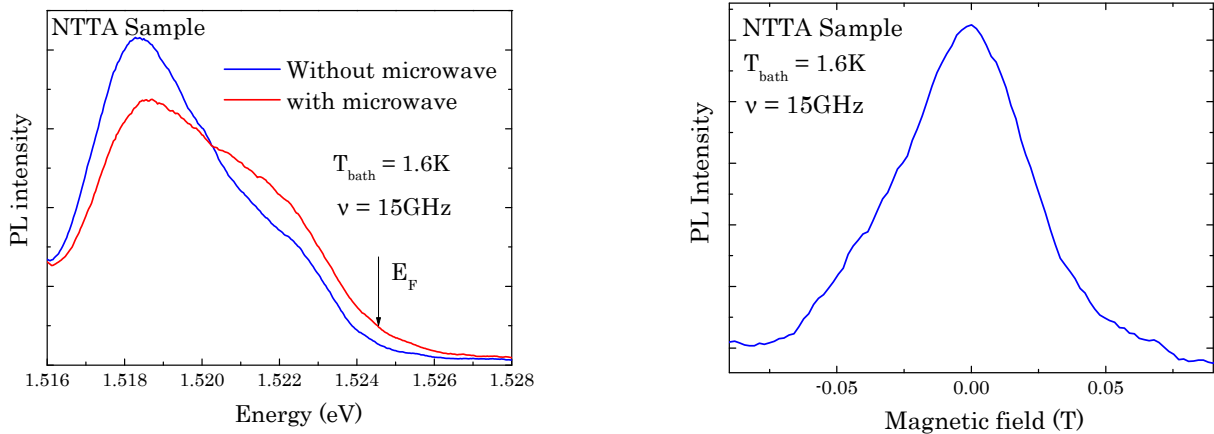 NTTA Sample
Without microwave
with microwave
T_bath = 1.6K
ν = 15GHz
E_F
PL intensity
1.516 1.518 1.520 1.522 1.524 1.526 1.528
Energy (eV)
NTTA Sample
T_bath = 1.6K
ν = 15GHz
PL Intensity
-0.05 0.00 0.05
Magnetic field (T)